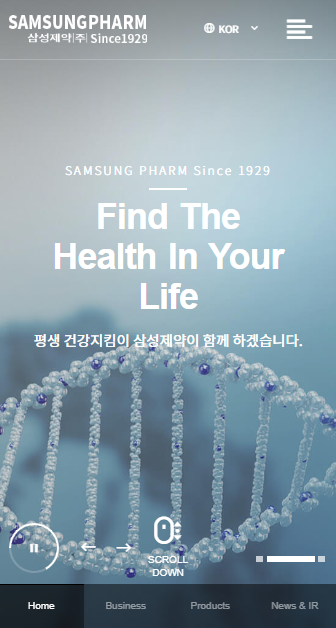 SAMSUNGPHARM
삼성제약(주) Since1929
KOR
SAMSUNG PHARM Since 1929
Find The
Health In Your
Life
평생 건강지킴이 삼성제약이 함께 하겠습니다.
SCROLL
DOWN
Home
Business
Products
News & IR